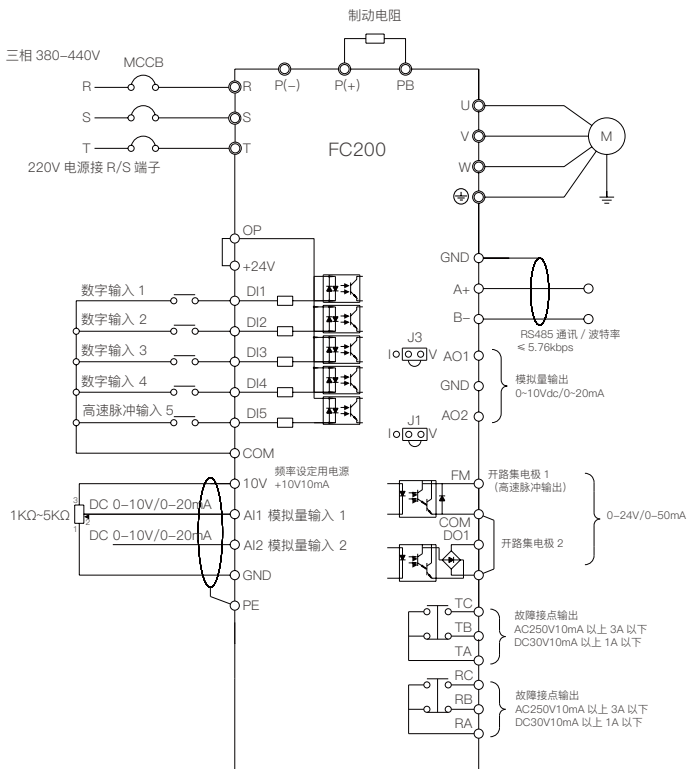 制动电阻
三相 380-440V
MCCB
R
R
P(-)
P(+)
PB
S
S
T
T
220V 电源接 R/S 端子
FC200
U
V
W
M
OP
+24V
数字输入 1
DI1
数字输入 2
DI2
数字输入 3
DI3
数字输入 4
DI4
高速脉冲输入 5
DI5
COM
GND
A+
B-
RS485 通讯 / 波特率
≤ 5.76kbps
J3
I
V
AO1
GND
AO2
模拟量输出
0~10Vdc/0~20mA
J1
I
V
10V
频率设定用电源
+10V10mA
1KΩ~5KΩ
3
2
1
DC 0-10V/0-20mA
AI1 模拟量输入 1
DC 0-10V/0-20mA
AI2 模拟量输入 2
GND
PE
FM
开路集电极 1
(高速脉冲输出)
COM
DO1
开路集电极 2
0-24V/0-50mA
TC
TB
TA
故障接点输出
AC250V10mA 以上 3A 以下
DC30V10mA 以上 1A 以下
RC
RB
RA
故障接点输出
AC250V10mA 以上 3A 以下
DC30V10mA 以上 1A 以下